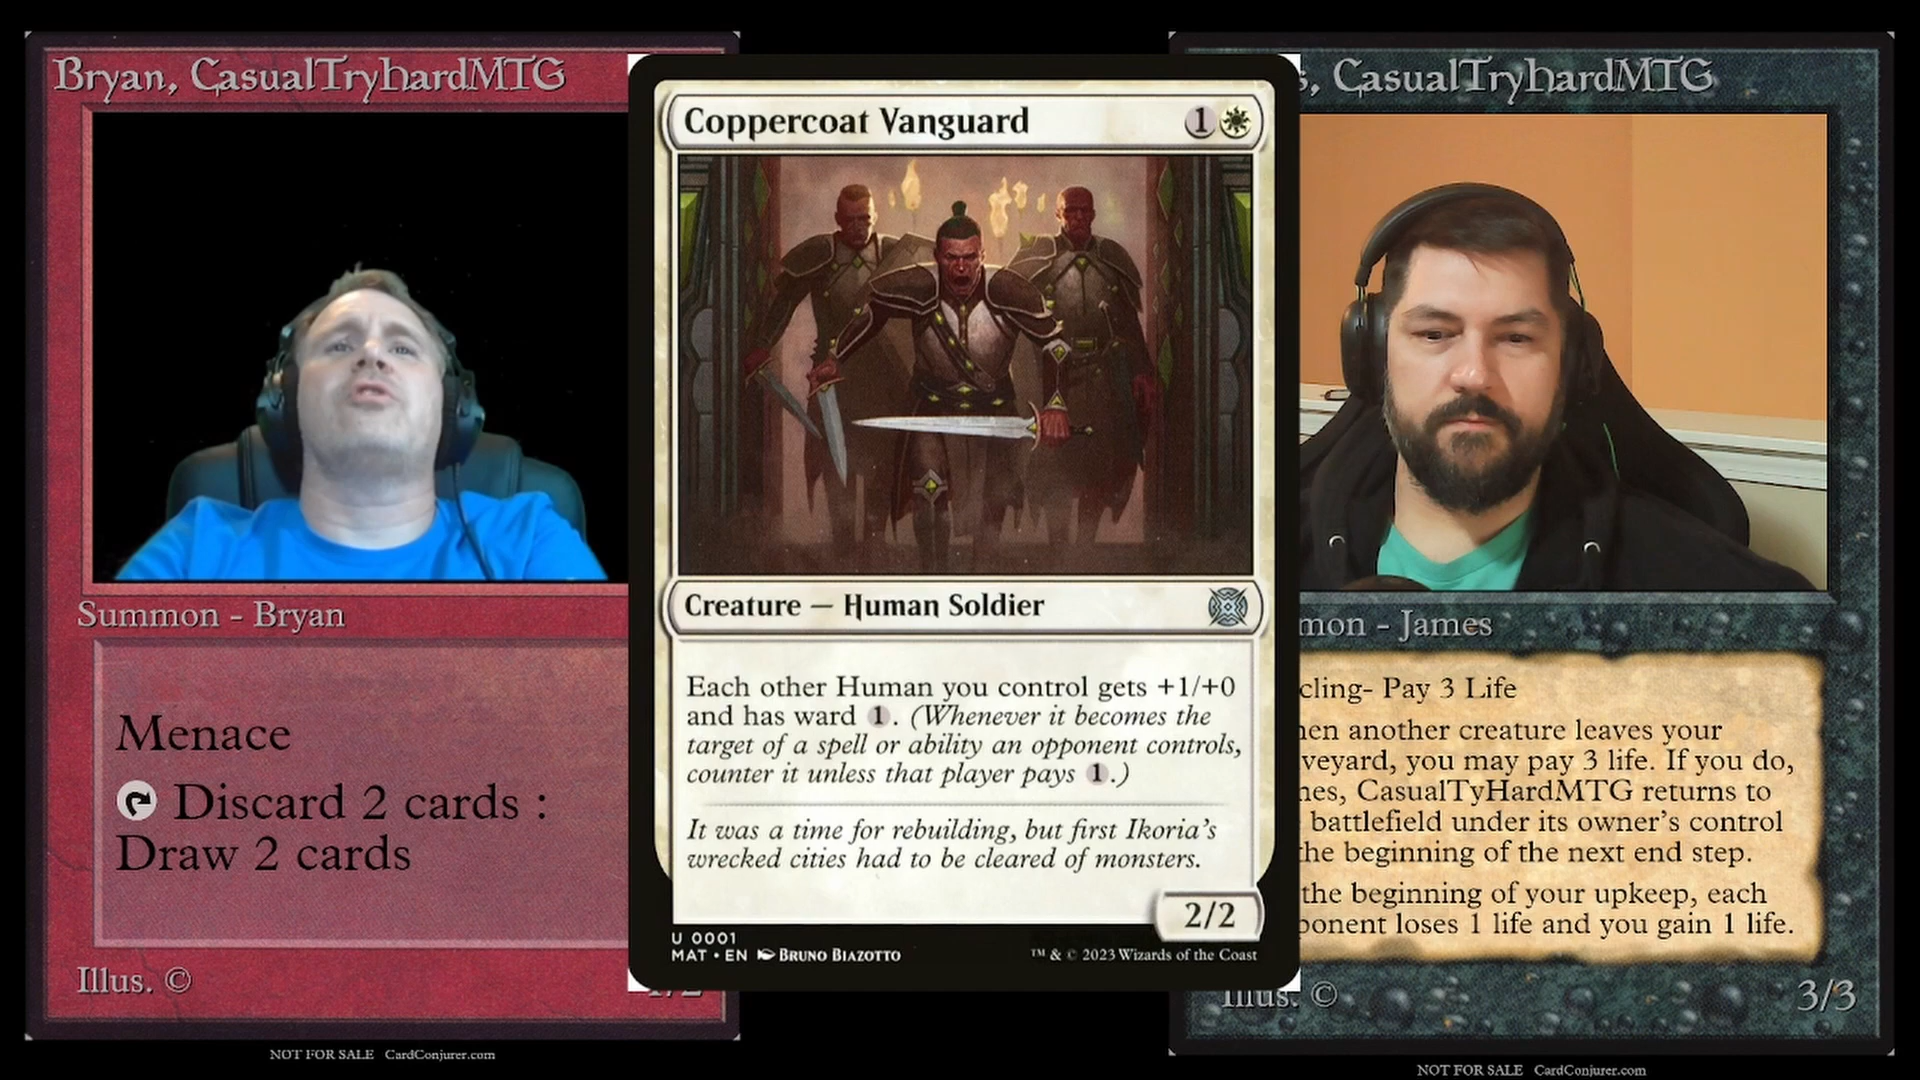 Bryan, CasualTryhardMTG
Summon - Bryan
Menace
Discard 2 cards :
Draw 2 cards
Illus. ©
1/2
NOT FOR SALE CardConjurer.com
Coppercoat Vanguard 1
Creature — Human Soldier
Each other Human you control gets +1/+0
and has ward 1. (Whenever it becomes the
target of a spell or ability an opponent controls,
counter it unless that player pays 1.)
It was a time for rebuilding, but first Ikoria's
wrecked cities had to be cleared of monsters.
2/2
U 0001
MAT • EN BRUNO BIAZOTTO
™ & © 2023 Wizards of the Coast
s, CasualTryhardMTG
mon - James
cling- Pay 3 Life
en another creature leaves your
veyard, you may pay 3 life. If you do,
nes, CasualTyHardMTG returns to
battlefield under its owner's control
the beginning of the next end step.
the beginning of your upkeep, each
ponent loses 1 life and you gain 1 life.
Illus. ©
3/3
NOT FOR SALE CardConjurer.com